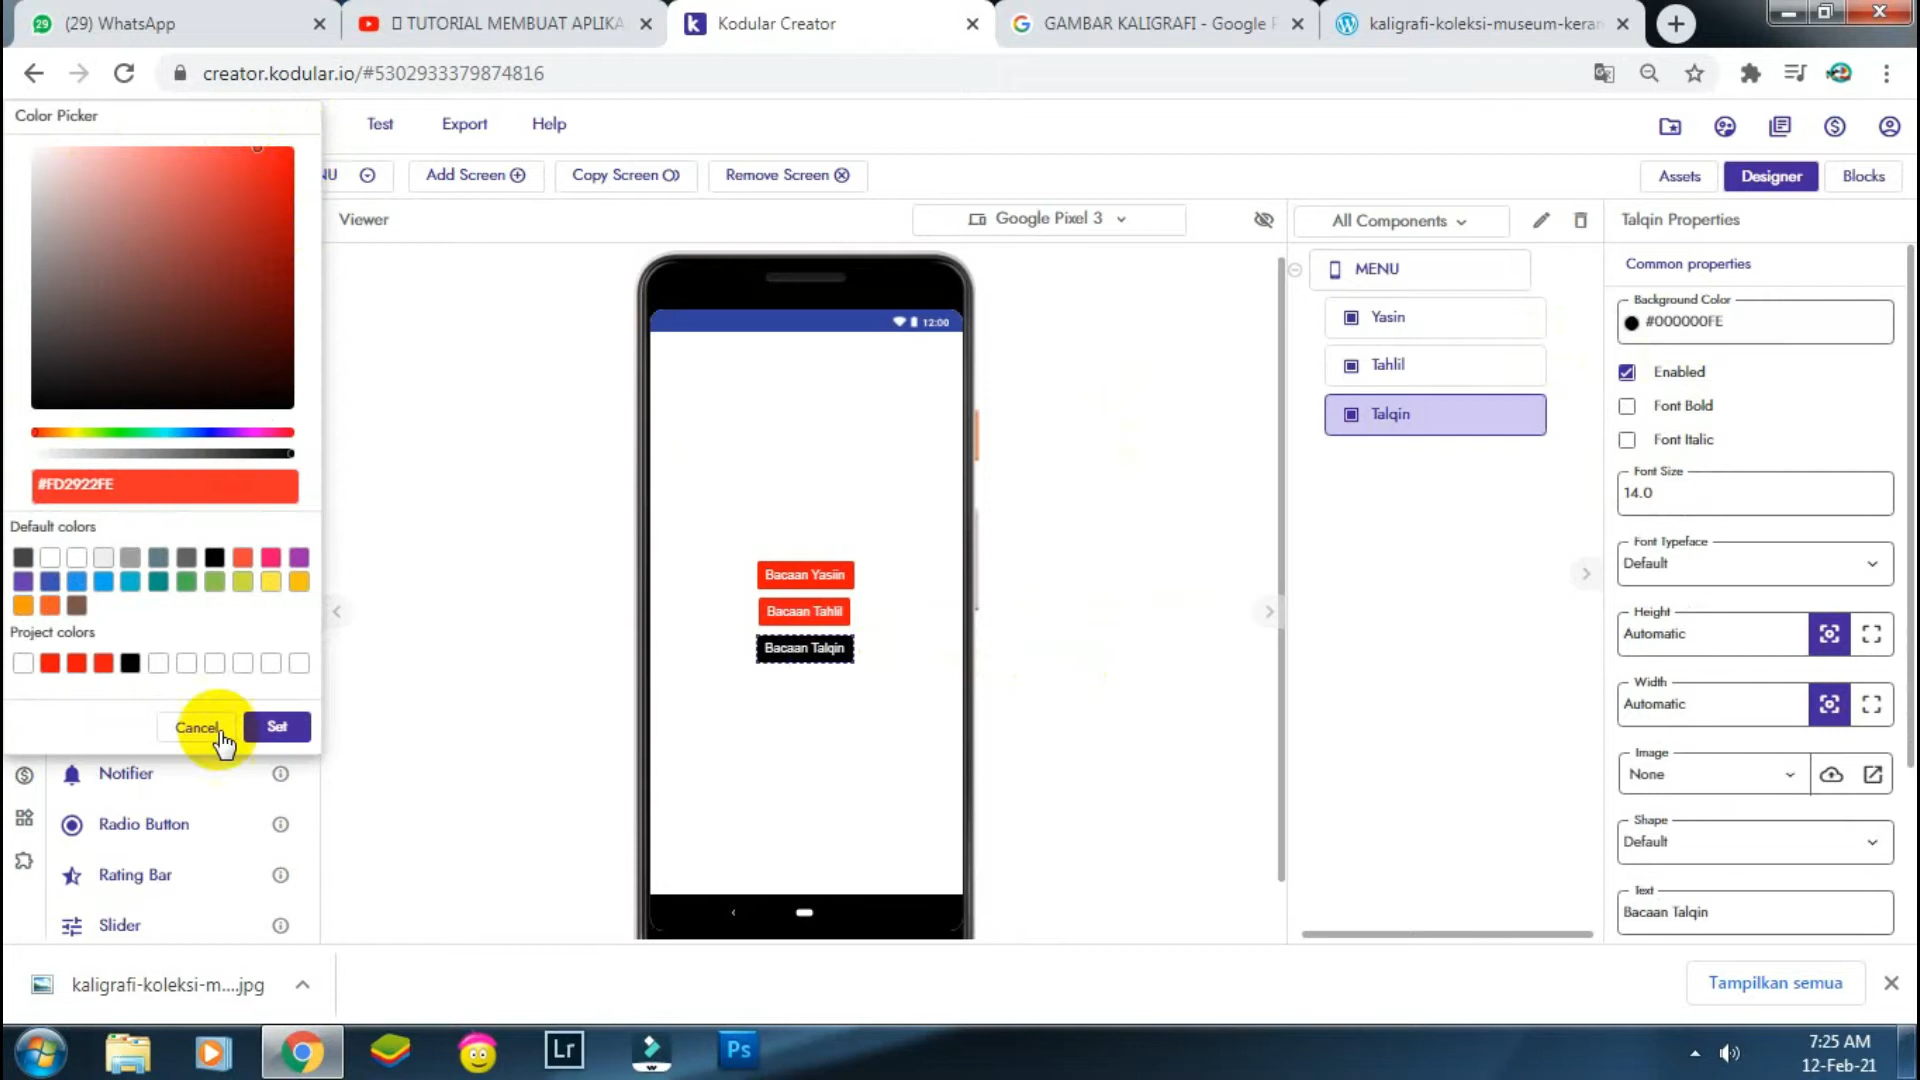 (29) WhatsApp
TUTORIAL MEMBUAT APLIKA
Kodular Creator
GAMBAR KALIGRAFI - Google P
kaligrafi-koleksi-museum-keram
creator.kodular.io/#5302933379874816
Color Picker
Test
Export
Help
NU
Add Screen
Copy Screen
Remove Screen
Assets
Designer
Blocks
Viewer
Google Pixel 3
All Components
Talqin Properties
MENU
Yasin
Tahlil
Talqin
Common properties
Background Color
#000000FE
Enabled
Font Bold
Font Italic
Font Size
14.0
Font Typeface
Default
Height
Automatic
Width
Automatic
Image
None
Shape
Default
Text
Bacaan Talqin
12:00
Bacaan Yasiin
Bacaan Tahlil
Bacaan Talqin
#FD2922FE
Default colors
Project colors
Cancel
Set
Notifier
Radio Button
Rating Bar
Slider
kaligrafi-koleksi-m....jpg
Tampilkan semua
Lr
Ps
7:25 AM
12-Feb-21